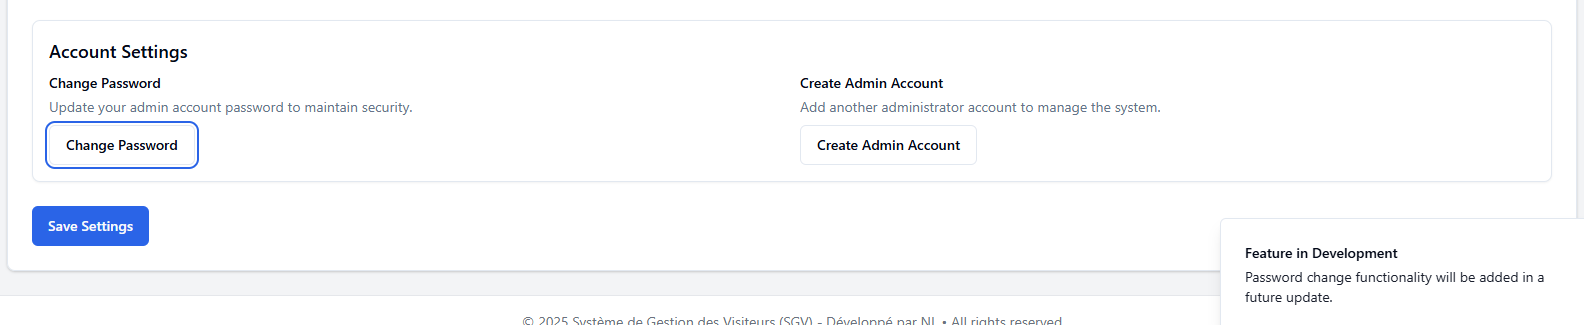 Account Settings
Change Password
Update your admin account password to maintain security.
Change Password
Create Admin Account
Add another administrator account to manage the system.
Create Admin Account
Save Settings
Feature in Development
Password change functionality will be added in a
future update.
© 2025 Système de Gestion des Visiteurs (SGV) - Développé par NL • All rights reserved